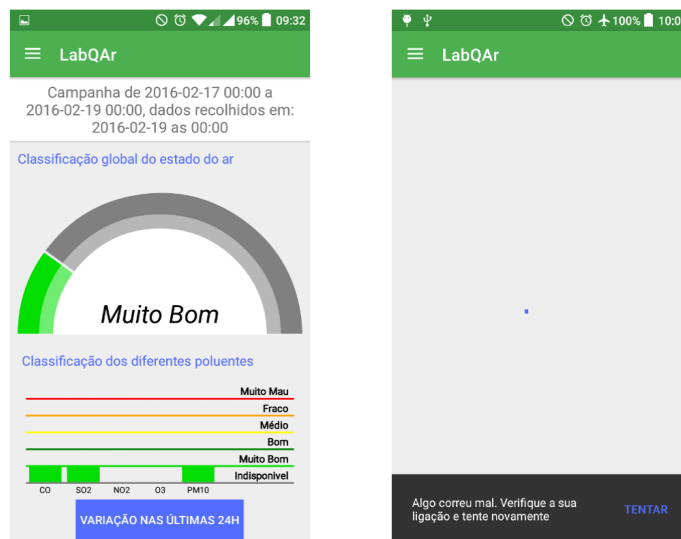 96% 09:32
LabQAr
Campanha de 2016-02-17 00:00 a
2016-02-19 00:00, dados recolhidos em:
2016-02-19 as 00:00
Classificação global do estado do ar
Muito Bom
Classificação dos diferentes poluentes
Muito Mau
Fraco
Médio
Bom
Muito Bom
Indisponivel
CO SO2 NO2 O3 PM10
VARIAÇÃO NAS ÚLTIMAS 24H
100% 10:0
LabQAr
Algo correu mal. Verifique a sua
ligação e tente novamente
TENTAR